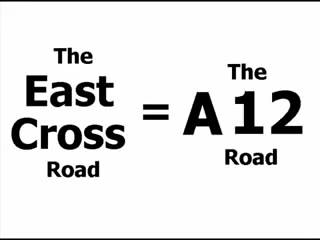 The
East
Cross
Road
=
The
A12
Road